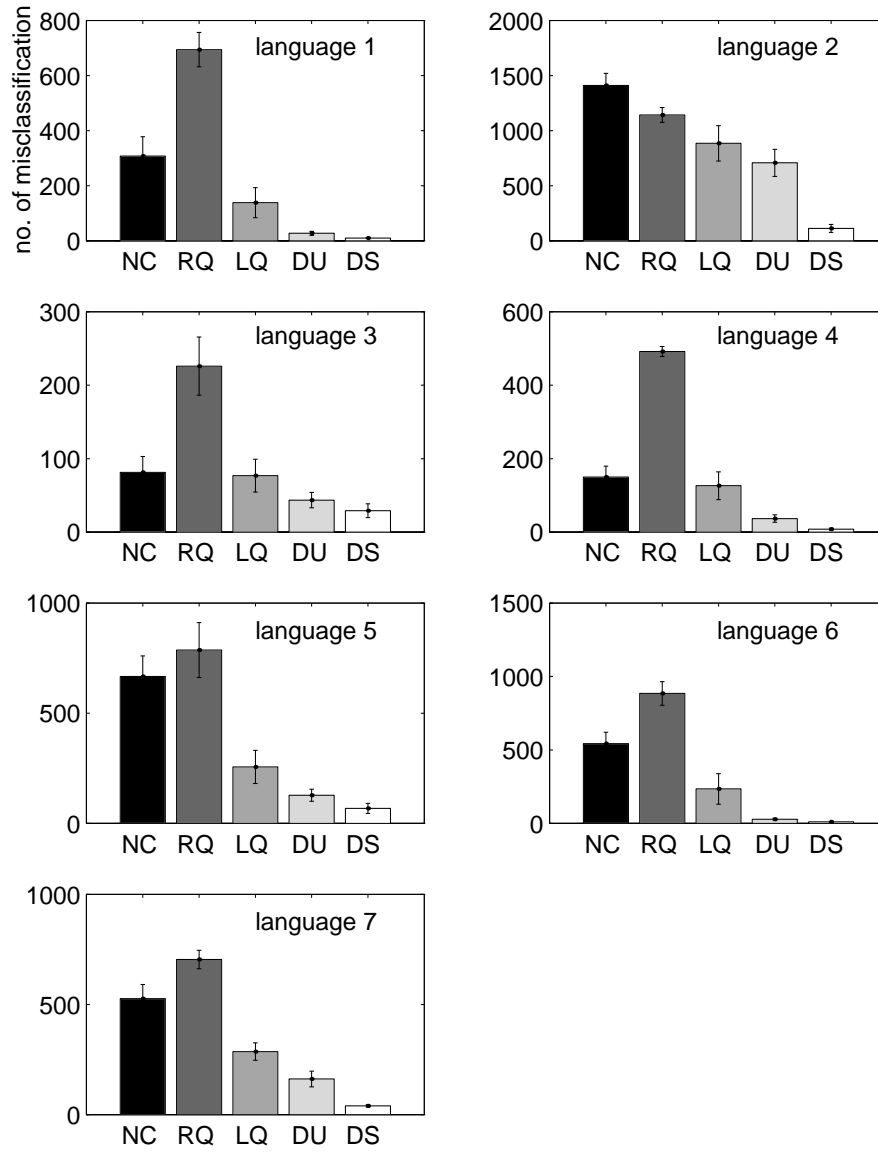 no. of misclassification
800
600
400
200
0
language 1
NC RQ LQ DU DS
2000
1500
1000
500
0
language 2
NC RQ LQ DU DS
300
200
100
0
language 3
NC RQ LQ DU DS
600
400
200
0
language 4
NC RQ LQ DU DS
1000
500
0
language 5
NC RQ LQ DU DS
1500
1000
500
0
language 6
NC RQ LQ DU DS
1000
500
0
language 7
NC RQ LQ DU DS